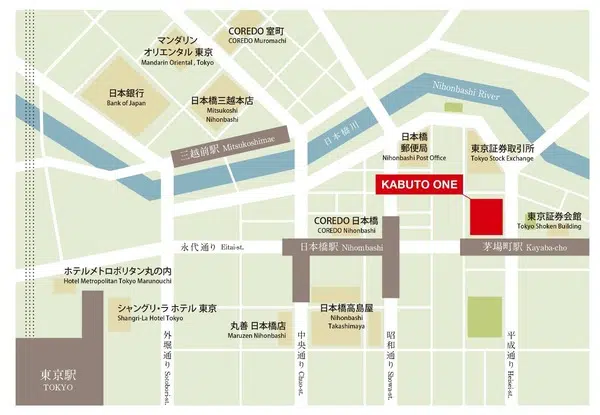 COREDO 室町
COREDO Muromachi
マンダリン
オリエンタル 東京
Mandarin Oriental , Tokyo
日本銀行
Bank of Japan
日本橋三越本店
Mitsukoshi
Nihonbashi
Nihonbashi River
日本橋川
三越前駅 Mitsukoshimae
日本橋
郵便局
Nihonbashi Post Office
東京証券取引所
Tokyo Stock Exchange
KABUTO ONE
COREDO 日本橋
COREDO Nihonbashi
東京証券会館
Tokyo Shoken Building
永代通り Eitai-st.
日本橋駅 Nihombashi
茅場町駅 Kayaba-cho
ホテルメトロポリタン丸の内
Hotel Metropolitan Tokyo Marunouchi
シャングリ・ラ ホテル 東京
Shangri-La Hotel Tokyo
丸善 日本橋店
Maruzen Nihonbashi
日本橋高島屋
Nihonbashi
Takashimaya
外堀通り Sotobori-st.
中央通り Chuo-st.
昭和通り Showa-st.
平成通り Heisei-st.
東京駅
TOKYO